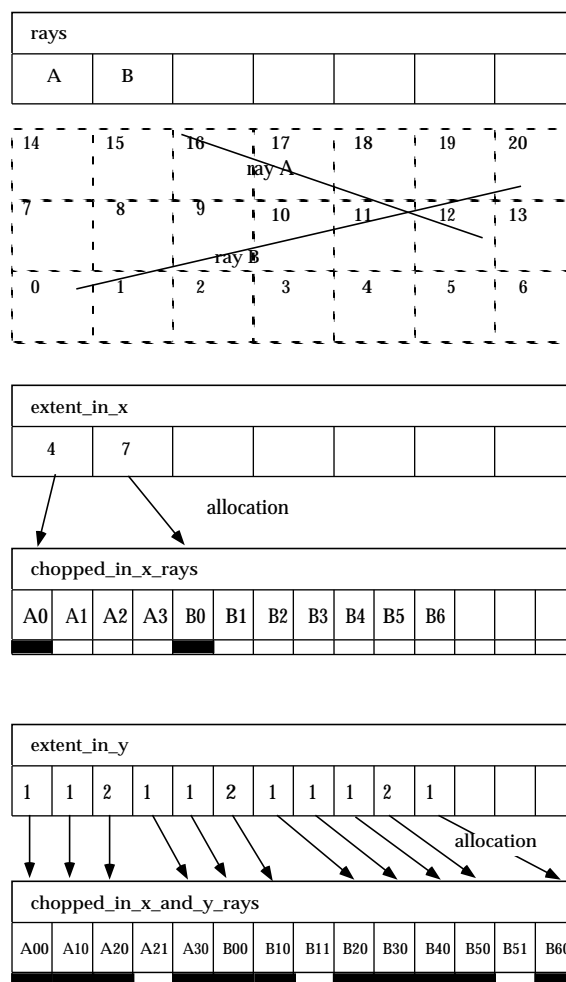 rays
A B
14 15 16 17 18 19 20
ray A
7 8 9 10 11 12 13
ray B
0 1 2 3 4 5 6
extent_in_x
4 7
allocation
chopped_in_x_rays
A0 A1 A2 A3 B0 B1 B2 B3 B4 B5 B6
extent_in_y
1 1 2 1 1 2 1 1 1 2 1
allocation
chopped_in_x_and_y_rays
A00 A10 A20 A21 A30 B00 B10 B11 B20 B30 B40 B50 B51 B60